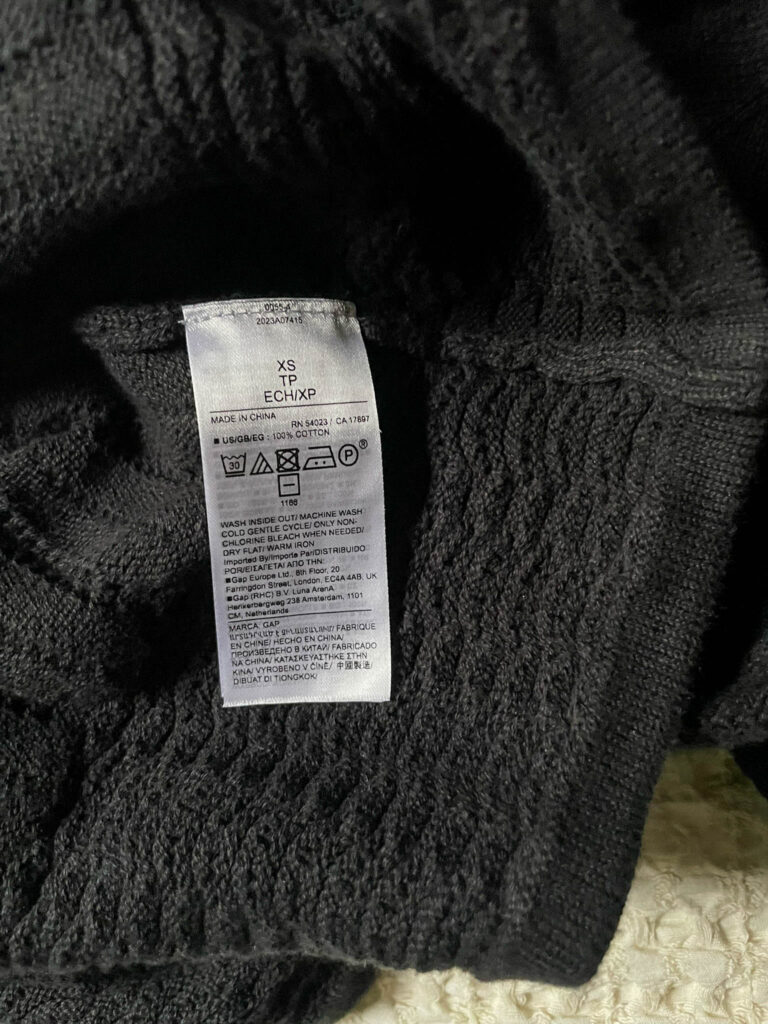 2023A07415
XS
TP
ECH/XP
MADE IN CHINA
RN 54023 / CA 17897
■ US/GB/EG : 100% COTTON
30
P ®
1186
WASH INSIDE OUT/ MACHINE WASH
COLD GENTLE CYCLE/ ONLY NON-
CHLORINE BLEACH WHEN NEEDED/
DRY FLAT/ WARM IRON
Imported By/Importe Par/DISTRIBUIDO
POR/ΕΙΣΑΓΕΤΑΙ ΑΠΟ ΤΗΝ:
■Gap Europe Ltd., 8th Floor, 20
Farringdon Street, London, EC4A 4AB, UK
■Gap (RHC) B.V. Luna ArenA
Herikerbergweg 238 Amsterdam, 1101
CM, Netherlands
MARCA: GAP
/ FABRIQUE
EN CHINE/ HECHO EN CHINA/
ПРОИЗВЕДЕНО В КИТАЙ/ FABRICADO
NA CHINA/ ΚΑΤΑΣΚΕΥΑΣΤΗΚΕ ΣΤΗΝ
ΚΙΝΑ/ VYROBENO V ČÍNĚ/ 中國製造/
DIBUAT DI TIONGKOK/